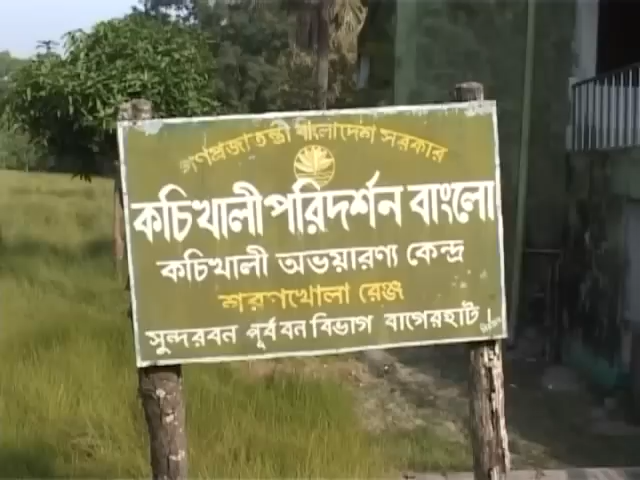 গণপ্রজাতন্ত্রী বাংলাদেশ সরকার
কচিখালী পরিদর্শন বাংলো
কচিখালী অভয়ারণ্য কেন্দ্র
শরণখোলা রেঞ্জ
সুন্দরবন পূর্ব বন বিভাগ বাগেরহাট।